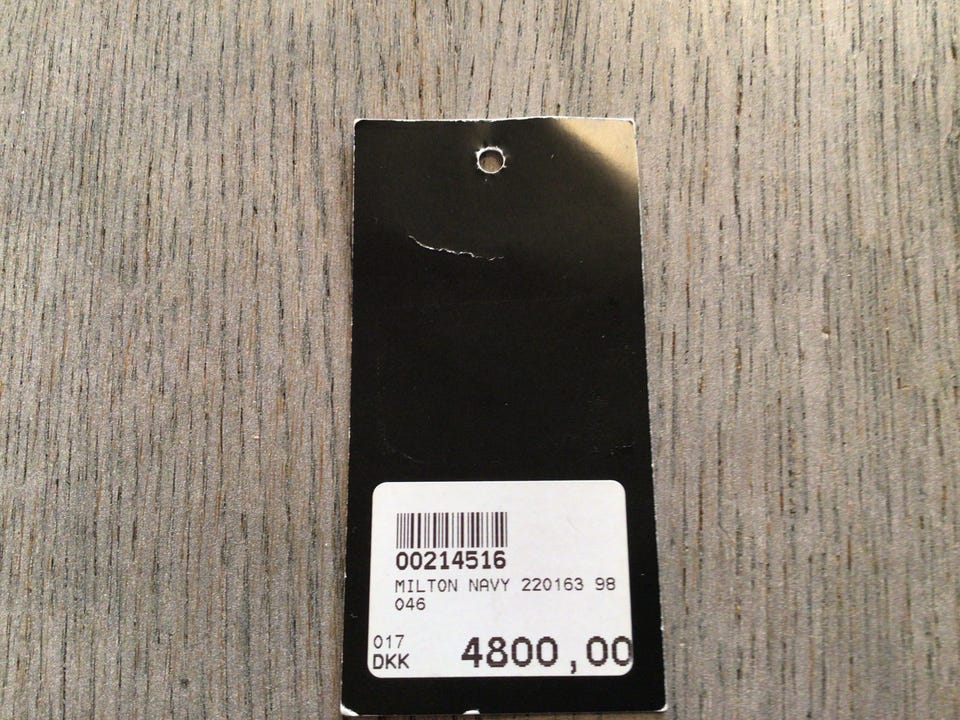 00214516
MILTON NAVY 220163 98
046
017
DKK 4800,00